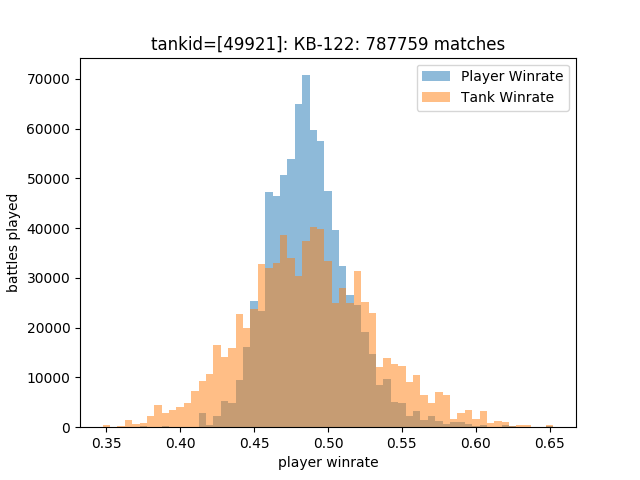 tankid=[49921]: КВ-122: 787759 matches
Player Winrate
Tank Winrate
battles played
70000
60000
50000
40000
30000
20000
10000
0
0.35 0.40 0.45 0.50 0.55 0.60 0.65
player winrate